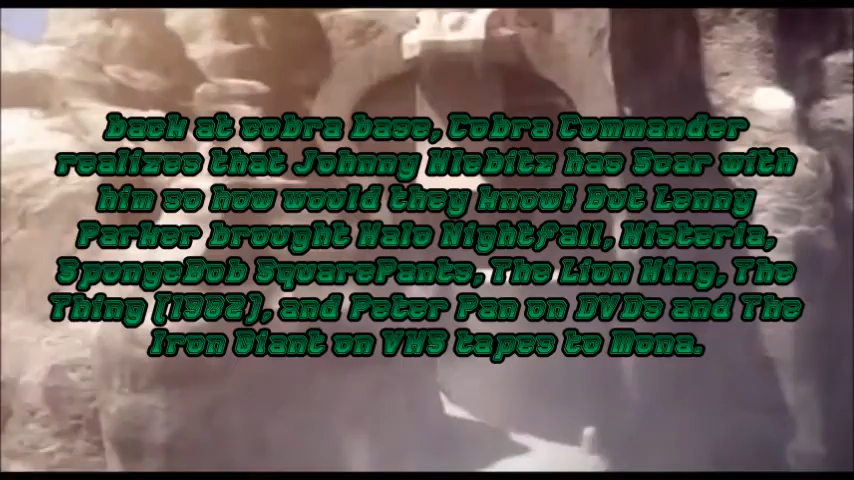 back at cobra base, Cobra Commander
realizes that Johnny Klebitz has Scar with
him so how would they know! But Lenny
Parker brought Halo Nightfall, Histeria,
SpongeBob SquarePants, The Lion King, The
Thing (1982), and Peter Pan on DVDs and The
Iron Giant on VHS tapes to Mona.